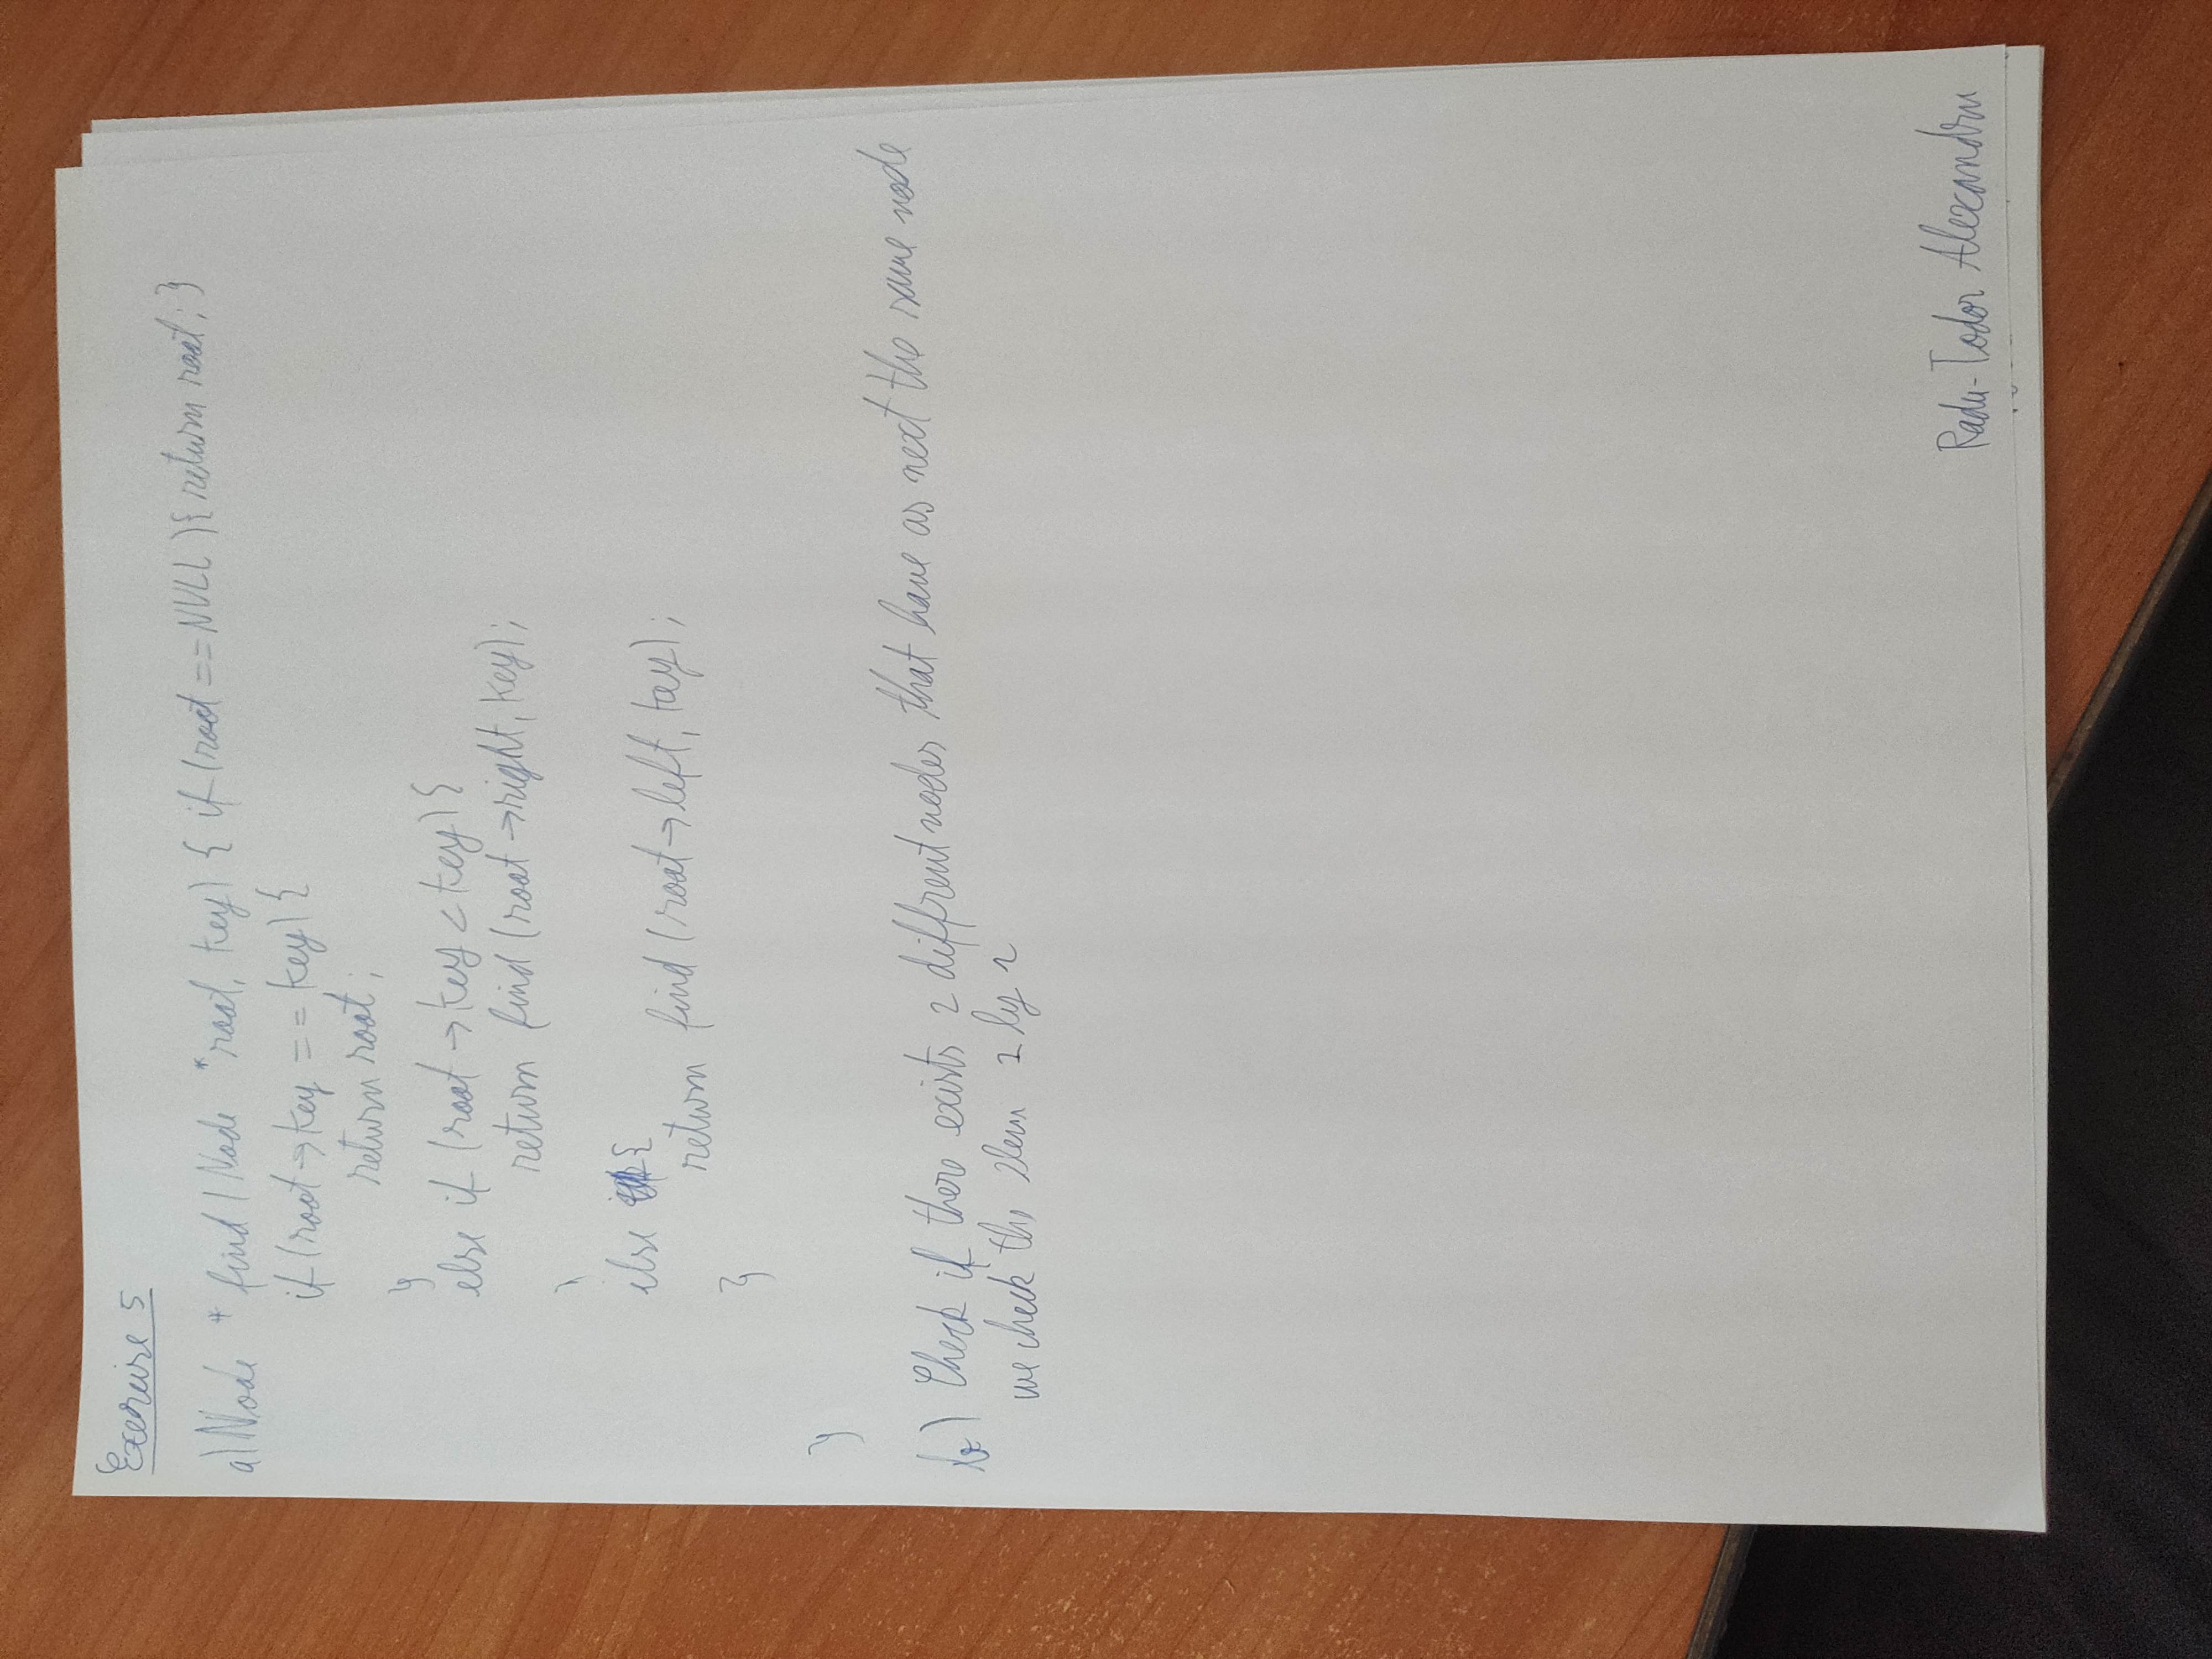 Exercise 5
a) Node * find (Node *root, key) { if (root == NULL) { return root; }
if (root → key == key) {
return root;
}
else if (root → key < key) {
return find (root → right, key);
}
else {
return find (root → left, key);
}
}
b) Check if there exists 2 diffrent nodes that have as next the same node
we check the 2 by 2
Radu-Todor Alexandru